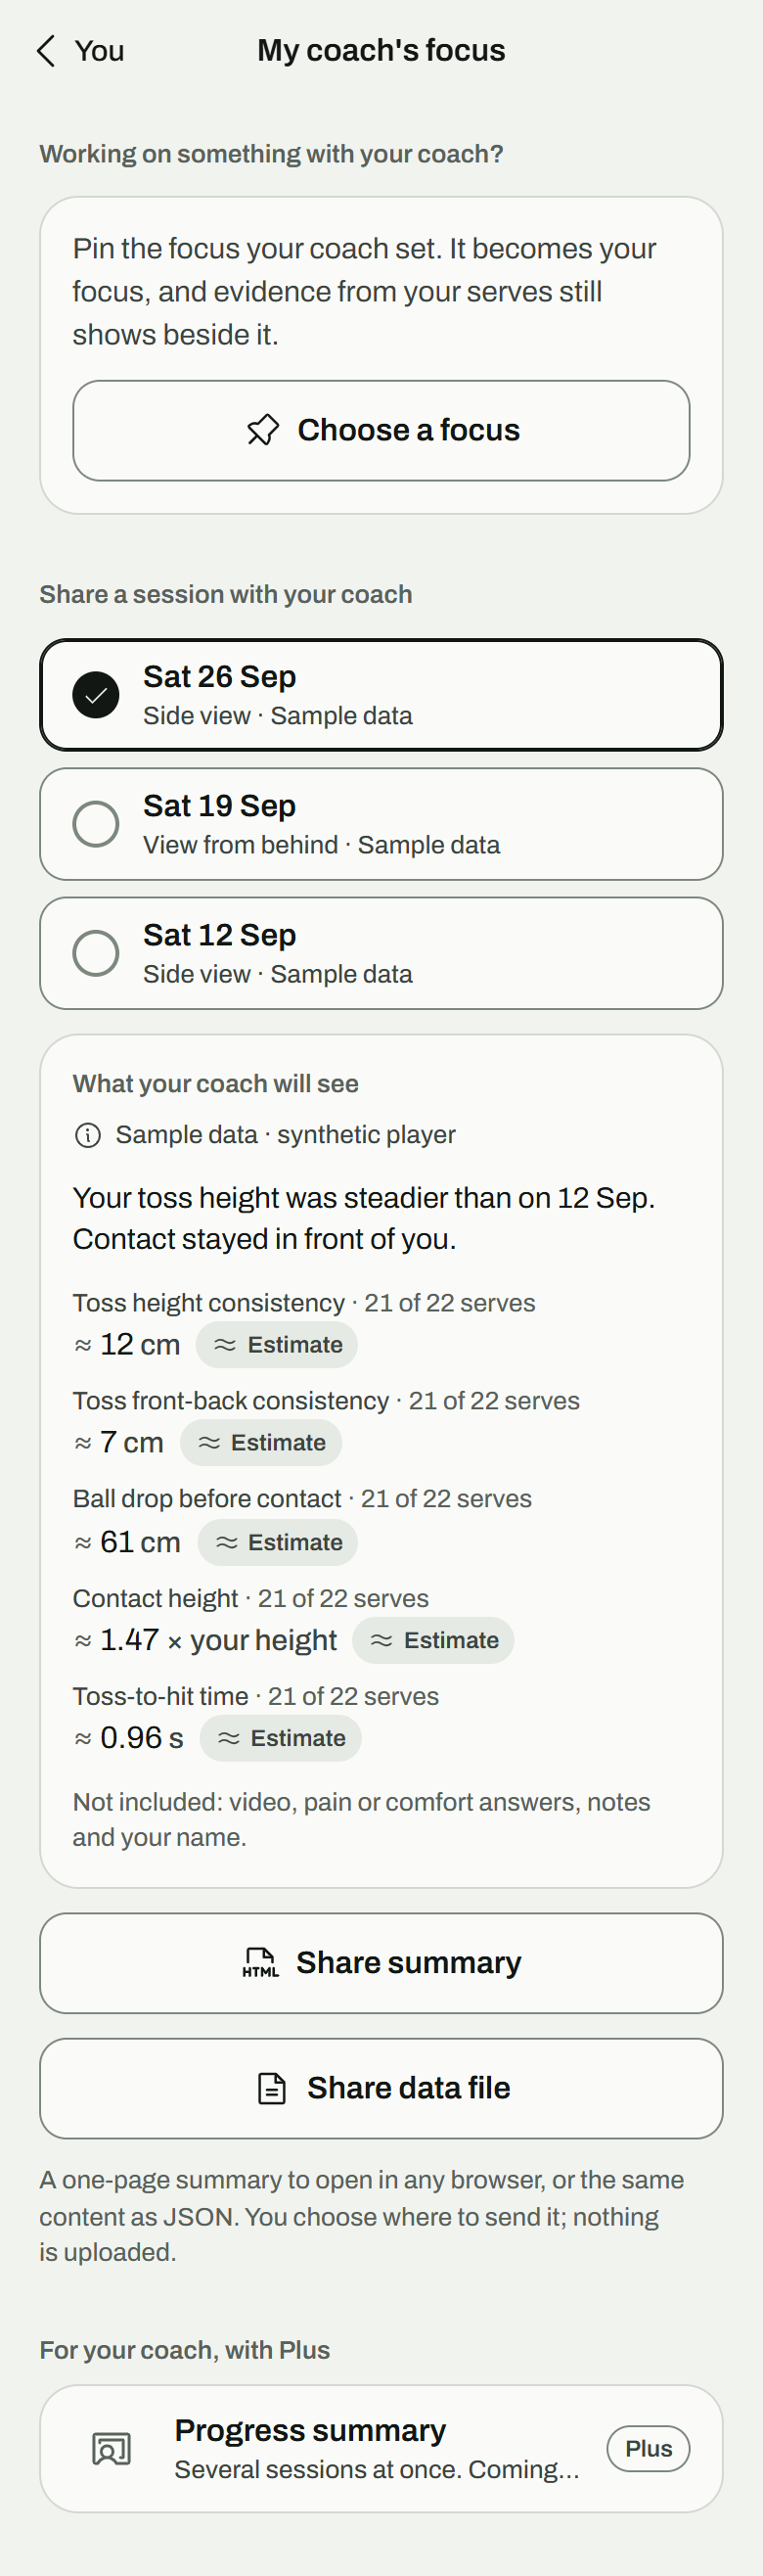 You
My coach's focus
Working on something with your coach?
Pin the focus your coach set. It becomes your
focus, and evidence from your serves still
shows beside it.
Choose a focus
Share a session with your coach
Sat 26 Sep
Side view · Sample data
Sat 19 Sep
View from behind · Sample data
Sat 12 Sep
Side view · Sample data
What your coach will see
Sample data · synthetic player
Your toss height was steadier than on 12 Sep.
Contact stayed in front of you.
Toss height consistency · 21 of 22 serves
≈ 12 cm Estimate
Toss front-back consistency · 21 of 22 serves
≈ 7 cm Estimate
Ball drop before contact · 21 of 22 serves
≈ 61 cm Estimate
Contact height · 21 of 22 serves
≈ 1.47 × your height Estimate
Toss-to-hit time · 21 of 22 serves
≈ 0.96 s Estimate
Not included: video, pain or comfort answers, notes
and your name.
HTML Share summary
Share data file
A one-page summary to open in any browser, or the same
content as JSON. You choose where to send it; nothing
is uploaded.
For your coach, with Plus
Progress summary
Several sessions at once. Coming...
Plus